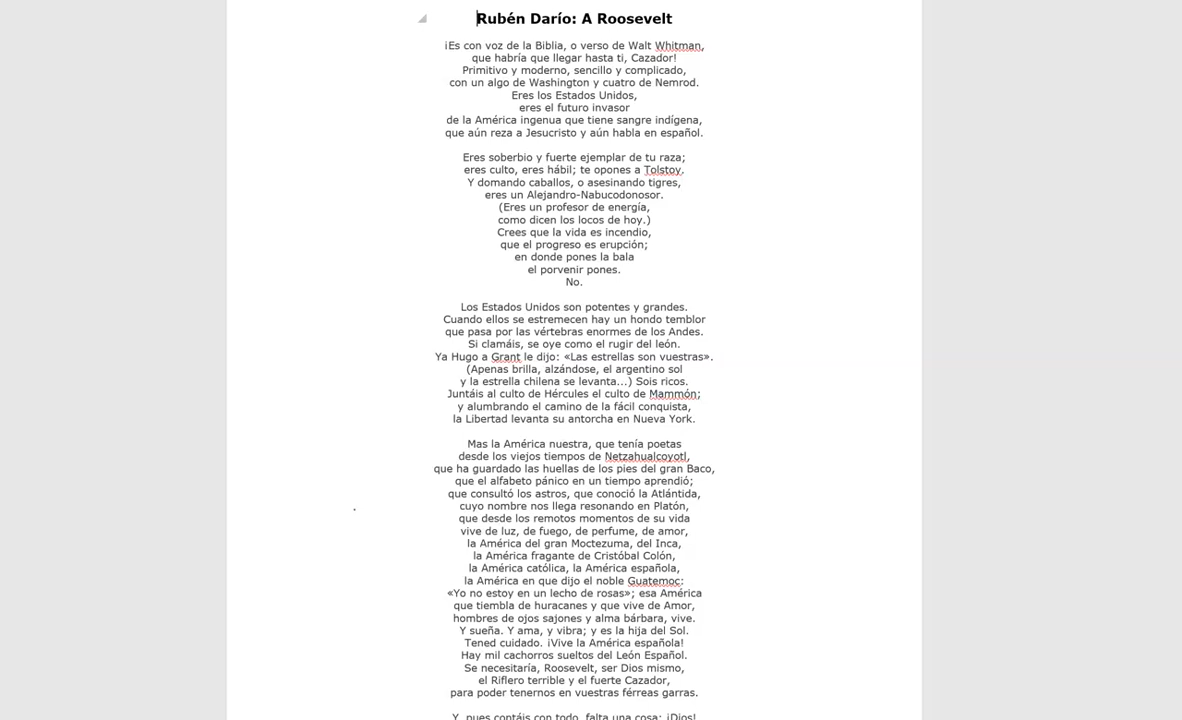 Rubén Darío: A Roosevelt
¡Es con voz de la Biblia, o verso de Walt Whitman,
que habría que llegar hasta ti, Cazador!
Primitivo y moderno, sencillo y complicado,
con un algo de Washington y cuatro de Nemrod.
Eres los Estados Unidos,
eres el futuro invasor
de la América ingenua que tiene sangre indígena,
que aún reza a Jesucristo y aún habla en español.
Eres soberbio y fuerte ejemplar de tu raza;
eres culto, eres hábil; te opones a Tolstoy.
Y domando caballos, o asesinando tigres,
eres un Alejandro-Nabucodonosor.
(Eres un profesor de energía,
como dicen los locos de hoy.)
Crees que la vida es incendio,
que el progreso es erupción;
en donde pones la bala
el porvenir pones.
No.
Los Estados Unidos son potentes y grandes.
Cuando ellos se estremecen hay un hondo temblor
que pasa por las vértebras enormes de los Andes.
Si clamáis, se oye como el rugir del león.
Ya Hugo a Grant le dijo: «Las estrellas son vuestras».
(Apenas brilla, alzándose, el argentino sol
y la estrella chilena se levanta...) Sois ricos.
Juntáis al culto de Hércules el culto de Mammón;
y alumbrando el camino de la fácil conquista,
la Libertad levanta su antorcha en Nueva York.
Mas la América nuestra, que tenía poetas
desde los viejos tiempos de Netzahualcoyotl,
que ha guardado las huellas de los pies del gran Baco,
que el alfabeto pánico en un tiempo aprendió;
que consultó los astros, que conoció la Atlántida,
cuyo nombre nos llega resonando en Platón,
que desde los remotos momentos de su vida
vive de luz, de fuego, de perfume, de amor,
la América del gran Moctezuma, del Inca,
la América fragante de Cristóbal Colón,
la América católica, la América española,
la América en que dijo el noble Guatemoc:
«Yo no estoy en un lecho de rosas»; esa América
que tiembla de huracanes y que vive de Amor,
hombres de ojos sajones y alma bárbara, vive.
Y sueña. Y ama, y vibra; y es la hija del Sol.
Tened cuidado. ¡Vive la América española!
Hay mil cachorros sueltos del León Español.
Se necesitaría, Roosevelt, ser Dios mismo,
el Riflero terrible y el fuerte Cazador,
para poder tenernos en vuestras férreas garras.
Y, pues contáis con todo, falta una cosa: ¡Dios!